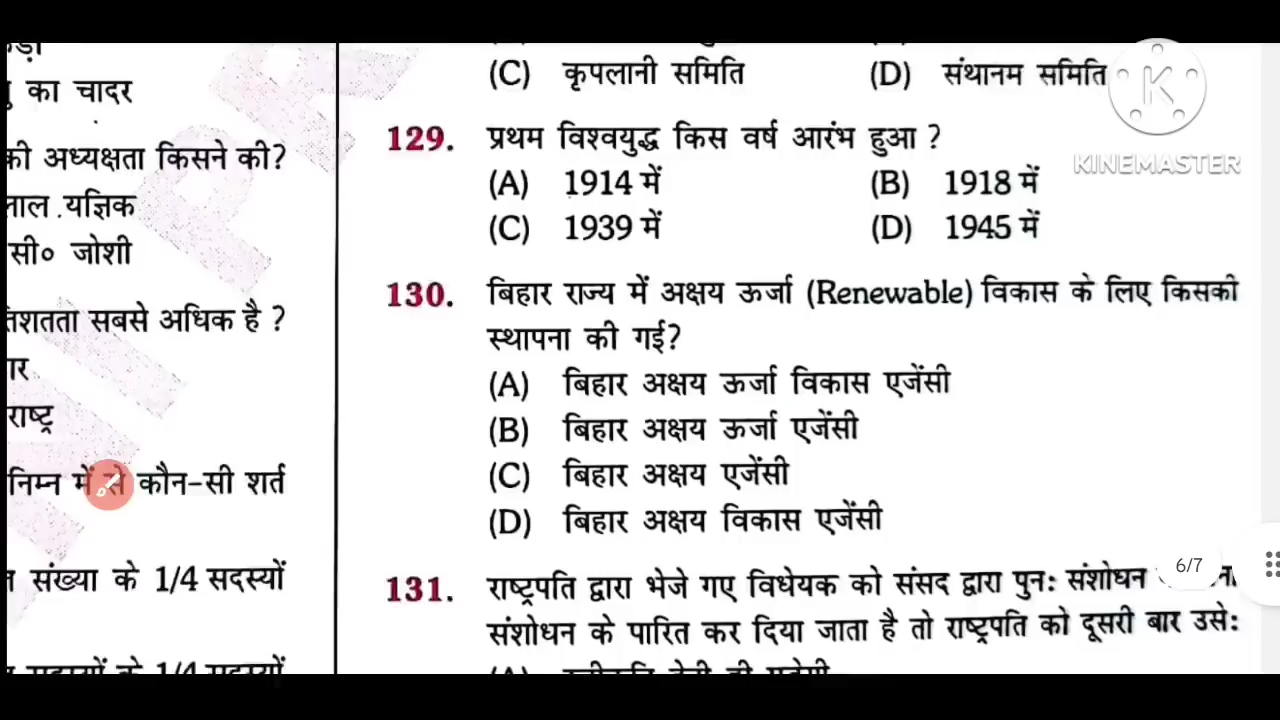 का चादर
की अध्यक्षता किसने की?
लाल यज्ञिक
सी० जोशी
सबसे अधिक है ?
राष्ट्र
निम्न में से कौन-सी शर्त
संख्या के 1/4 सदस्यों
(C) कृपलानी समिति (D) संथानम समिति
KINEMASTER
129. प्रथम विश्वयुद्ध किस वर्ष आरंभ हुआ ?
(A) 1914 में (B) 1918 में
(C) 1939 में (D) 1945 में
130. बिहार राज्य में अक्षय ऊर्जा (Renewable) विकास के लिए किसकी
स्थापना की गई?
(A) बिहार अक्षय ऊर्जा विकास एजेंसी
(B) बिहार अक्षय ऊर्जा एजेंसी
(C) बिहार अक्षय एजेंसी
(D) बिहार अक्षय विकास एजेंसी
6/7
131. राष्ट्रपति द्वारा भेजे गए विधेयक को संसद द्वारा पुनः संशोधन
संशोधन के पारित कर दिया जाता है तो राष्ट्रपति को दूसरी बार उसे: